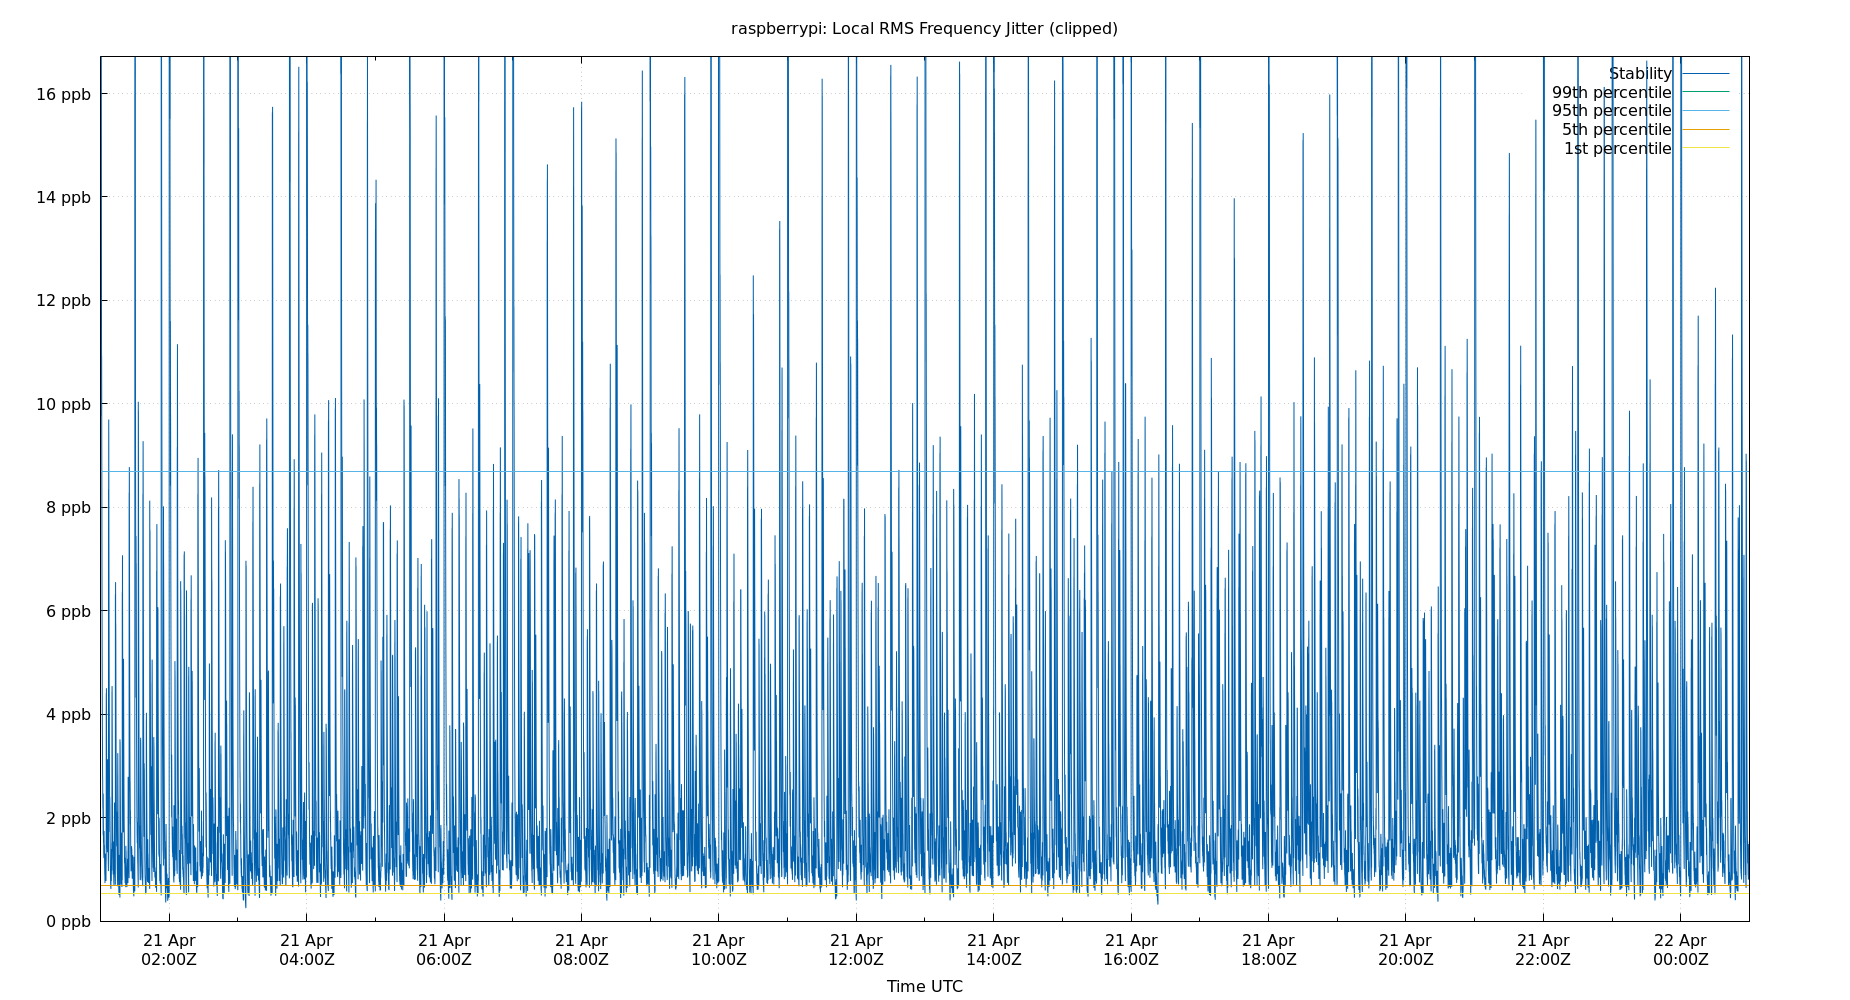 raspberrypi: Local RMS Frequency Jitter (clipped)
Stability
99th percentile
95th percentile
5th percentile
1st percentile
16 ppb
14 ppb
12 ppb
10 ppb
8 ppb
6 ppb
4 ppb
2 ppb
0 ppb
21 Apr 21 Apr 21 Apr 21 Apr 21 Apr 21 Apr 21 Apr 21 Apr 21 Apr 21 Apr 21 Apr 22 Apr
02:00Z 04:00Z 06:00Z 08:00Z 10:00Z 12:00Z 14:00Z 16:00Z 18:00Z 20:00Z 22:00Z 00:00Z
Time UTC